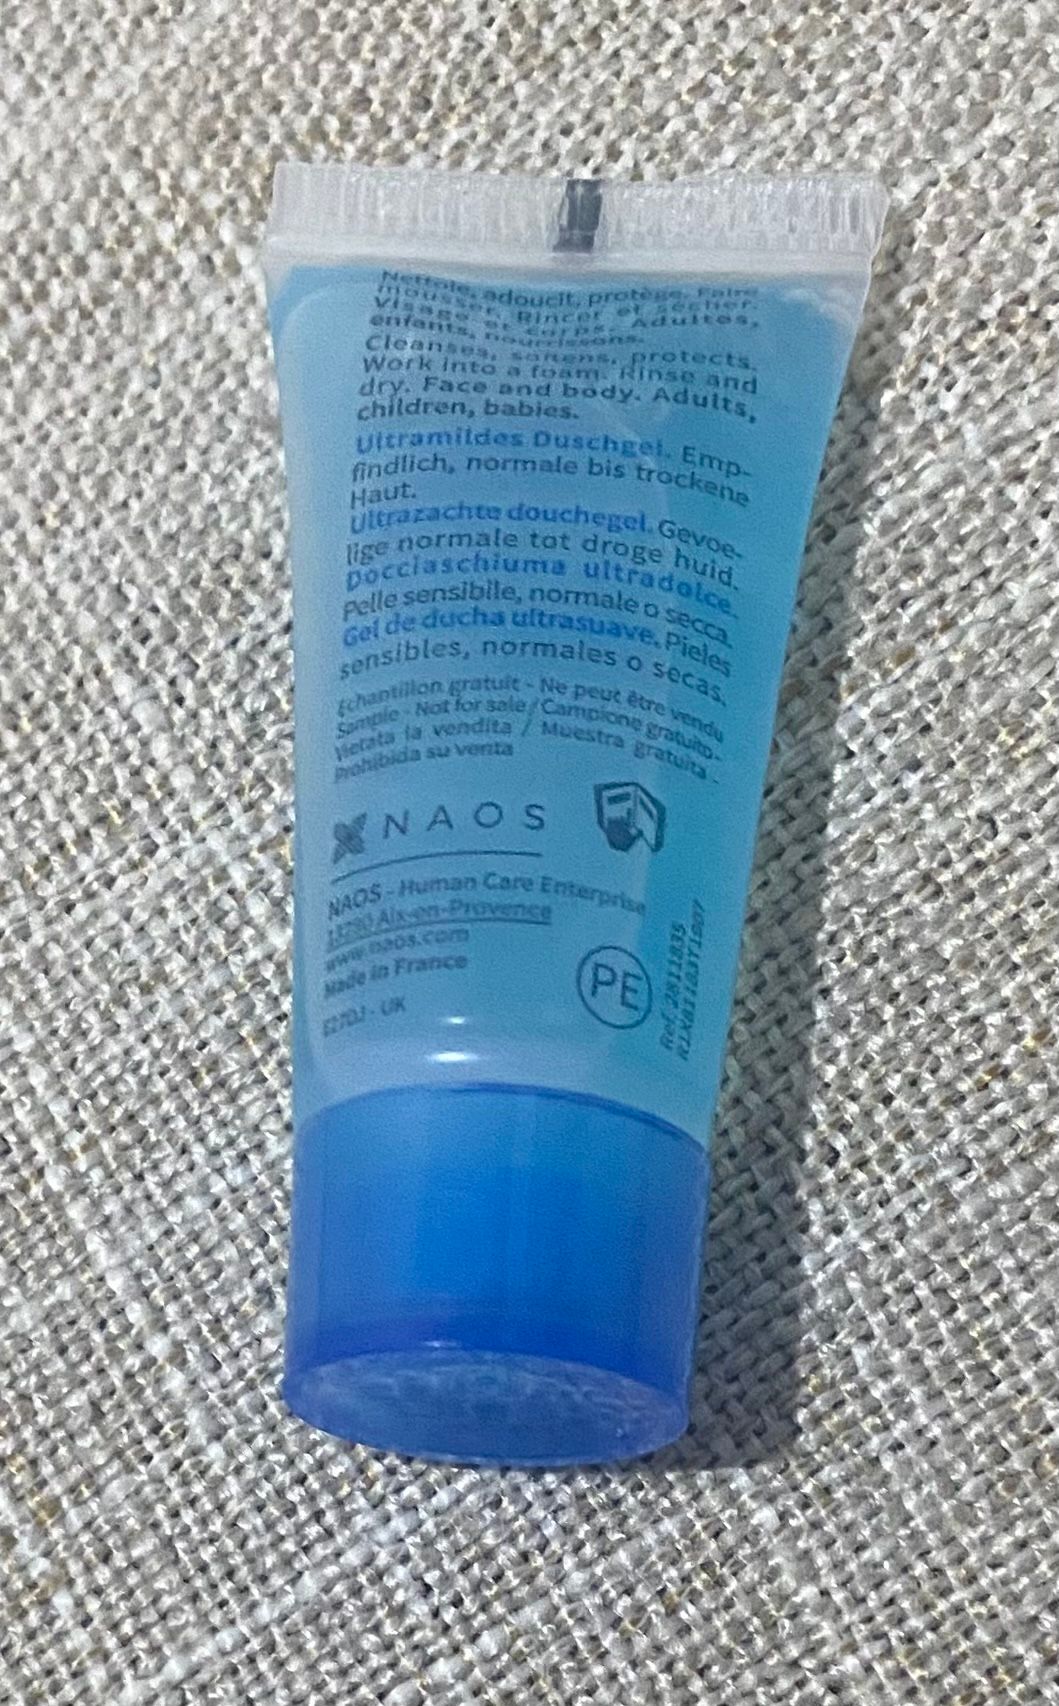 Nettoie, adoucit, protège. Faire
mousser. Rincer et sécher.
Visage et corps. Adultes,
enfants, nourrissons.
Cleanses, softens, protects.
Work into a foam. Rinse and
dry. Face and body. Adults,
children, babies.
Ultramildes Duschgel. Emp-
findlich, normale bis trockene
Haut.
Ultrazachte douchegel. Gevoe-
lige normale tot droge huid.
Docciaschiuma ultradolce.
Pelle sensibile, normale o secca.
Gel de ducha ultrasuave. Pieles
sensibles, normales o secas.
Échantillon gratuit - Ne peut être vendu
Sample - Not for sale / Campione gratuito.
Vietata la vendita / Muestra gratuita .
Prohibida su venta
NAOS
NAOS - Human Care Enterprise
13290 Aix-en-Provence
www.naos.com
Made in France
- UK
PE
Ref. 2811835